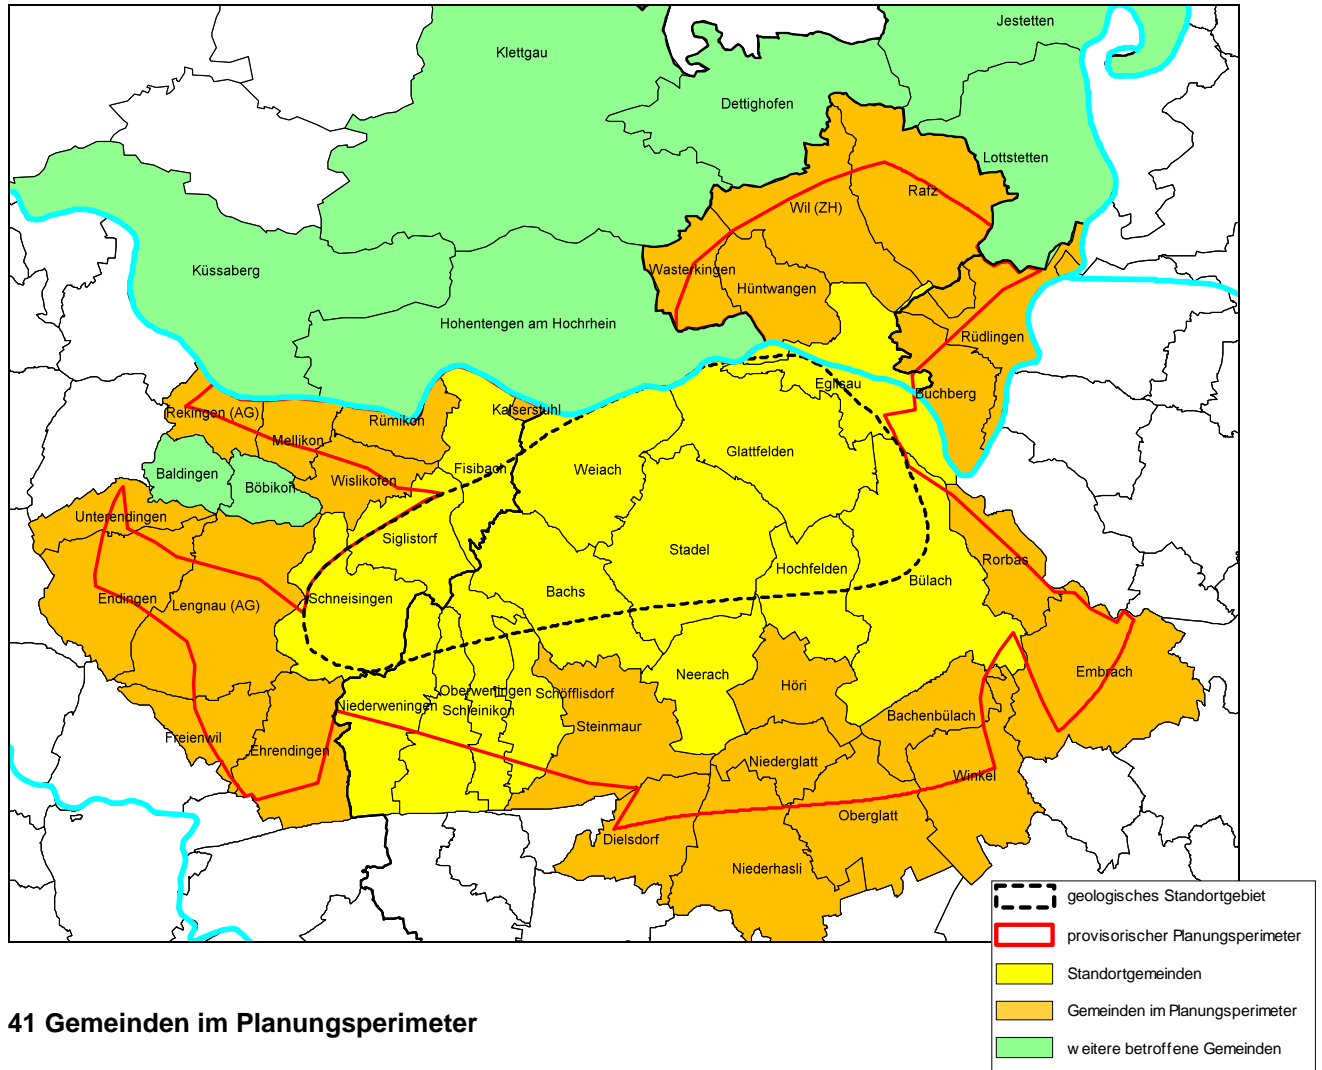 Jestetten
Klettgau
Dettighofen
Lottstetten
Rafz
Wil (ZH)
Küssaberg
Wasterkingen
Hüntwangen
Hohentengen am Hochrhein
Rüdlingen
Eglisau
Buchberg
Rekingen (AG)
Kaiserstuhl
Rümikon
Mellikon
Glattfelden
Baldingen
Böbikon
Wislikofen
Fisibach
Weiach
Unterendingen
Siglistorf
Stadel
Hochfelden
Rorbas
Bülach
Endingen
Lengnau (AG)
Schneisingen
Bachs
Neerach
Embrach
Höri
Oberweningen
Schöfflisdorf
Niederweningen
Schleinikon
Steinmaur
Bachenbülach
Freienwil
Ehrendingen
Niederglatt
Winkel
Oberglatt
Dielsdorf
Niederhasli
geologisches Standortgebiet
provisorischer Planungsperimeter
Standortgemeinden
Gemeinden im Planungsperimeter
weitere betroffene Gemeinden
41 Gemeinden im Planungsperimeter